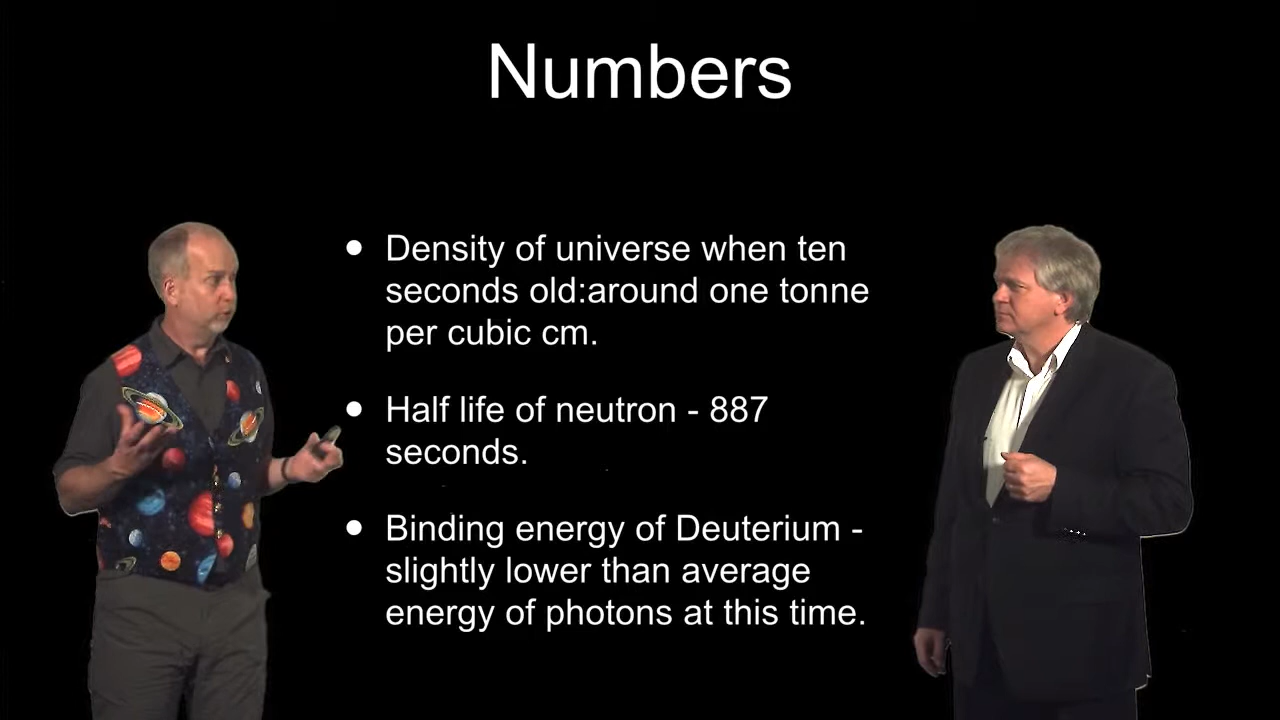 Numbers
• Density of universe when ten
seconds old:around one tonne
per cubic cm.
• Half life of neutron - 887
seconds.
• Binding energy of Deuterium -
slightly lower than average
energy of photons at this time.